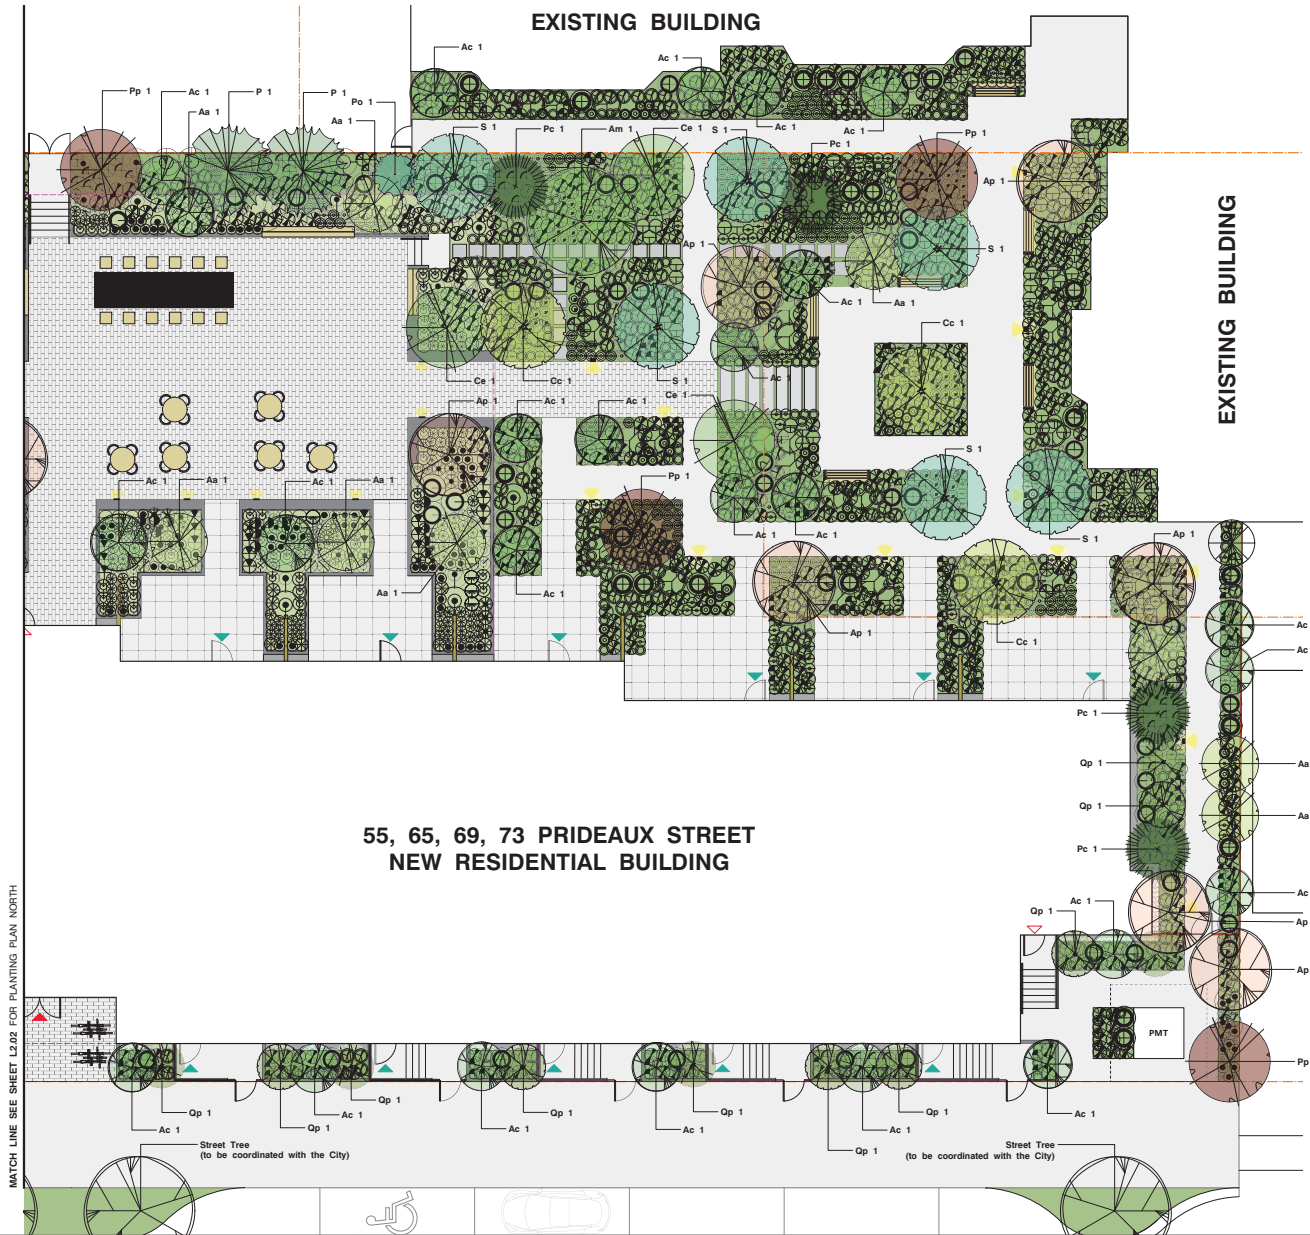 EXISTING BUILDING
Ac 1
Ac 1
Pp 1
Ac 1
P 1
P 1
Po 1
Aa 1
Aa 1
S 1
Pc 1
Am 1
Ce 1
S 1
Ac 1
Ac 1
Pc 1
Pp 1
Ap 1
EXISTING BUILDING
Ap 1
S 1
Ac 1
Aa 1
Cc 1
Ce 1
Cc 1
S 1
Ac 1
Ce 1
Ap 1
Ac 1
Ac 1
S 1
Pp 1
Ac 1
Aa 1
Ac 1
Aa 1
Ac 1
Ac 1
S 1
Ap 1
Aa 1
Ac 1
Ap 1
Cc 1
Ac
Ac
Pc 1
Qp 1
Aa
Qp 1
Aa
Pc 1
55, 65, 69, 73 PRIDEAUX STREET
NEW RESIDENTIAL BUILDING
Ac
Qp 1
Ac 1
Ap
Ap
PMT
Pp
MATCH LINE SEE SHEET L2.02 FOR PLANTING PLAN NORTH
Qp 1
Ac 1
Qp 1
Ac 1
Qp 1
Qp 1
Ac 1
Qp 1
Ac 1
Qp 1
Ac 1
Qp 1
Ac 1
Street Tree
(to be coordinated with the City)
Street Tree
(to be coordinated with the City)